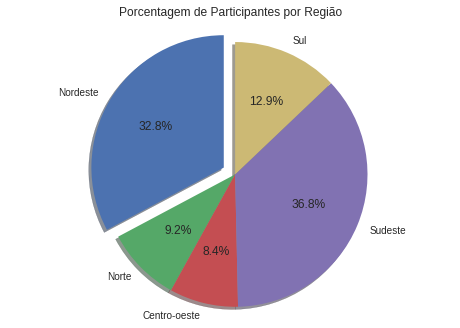 Porcentagem de Participantes por Região
Sul
Nordeste
12.9%
32.8%
36.8%
Sudeste
9.2%
8.4%
Norte
Centro-oeste